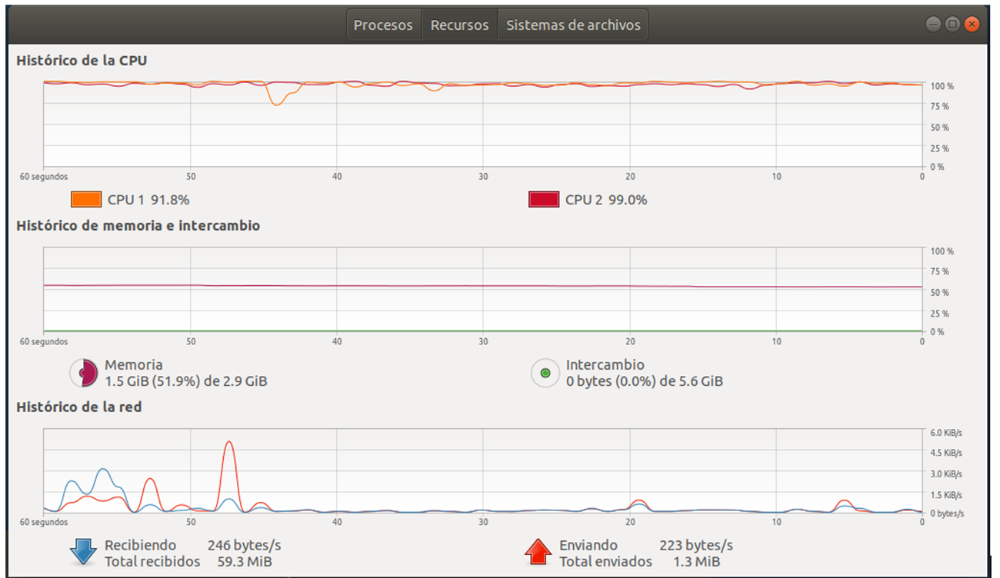 Procesos Recursos Sistemas de archivos
Histórico de la CPU
100 %
75 %
50 %
25 %
0 %
60 segundos 50 40 30 20 10 0
CPU 1 91.8% CPU 2 99.0%
Histórico de memoria e intercambio
100 %
75 %
50 %
25 %
0 %
60 segundos 50 40 30 20 10 0
Memoria Intercambio
1.5 GiB (51.9%) de 2.9 GiB 0 bytes (0.0%) de 5.6 GiB
Histórico de la red
6.0 KiB/s
4.5 KiB/s
3.0 KiB/s
1.5 KiB/s
0 bytes/s
60 segundos 50 40 30 20 10 0
Recibiendo 246 bytes/s Enviando 223 bytes/s
Total recibidos 59.3 MiB Total enviados 1.3 MiB